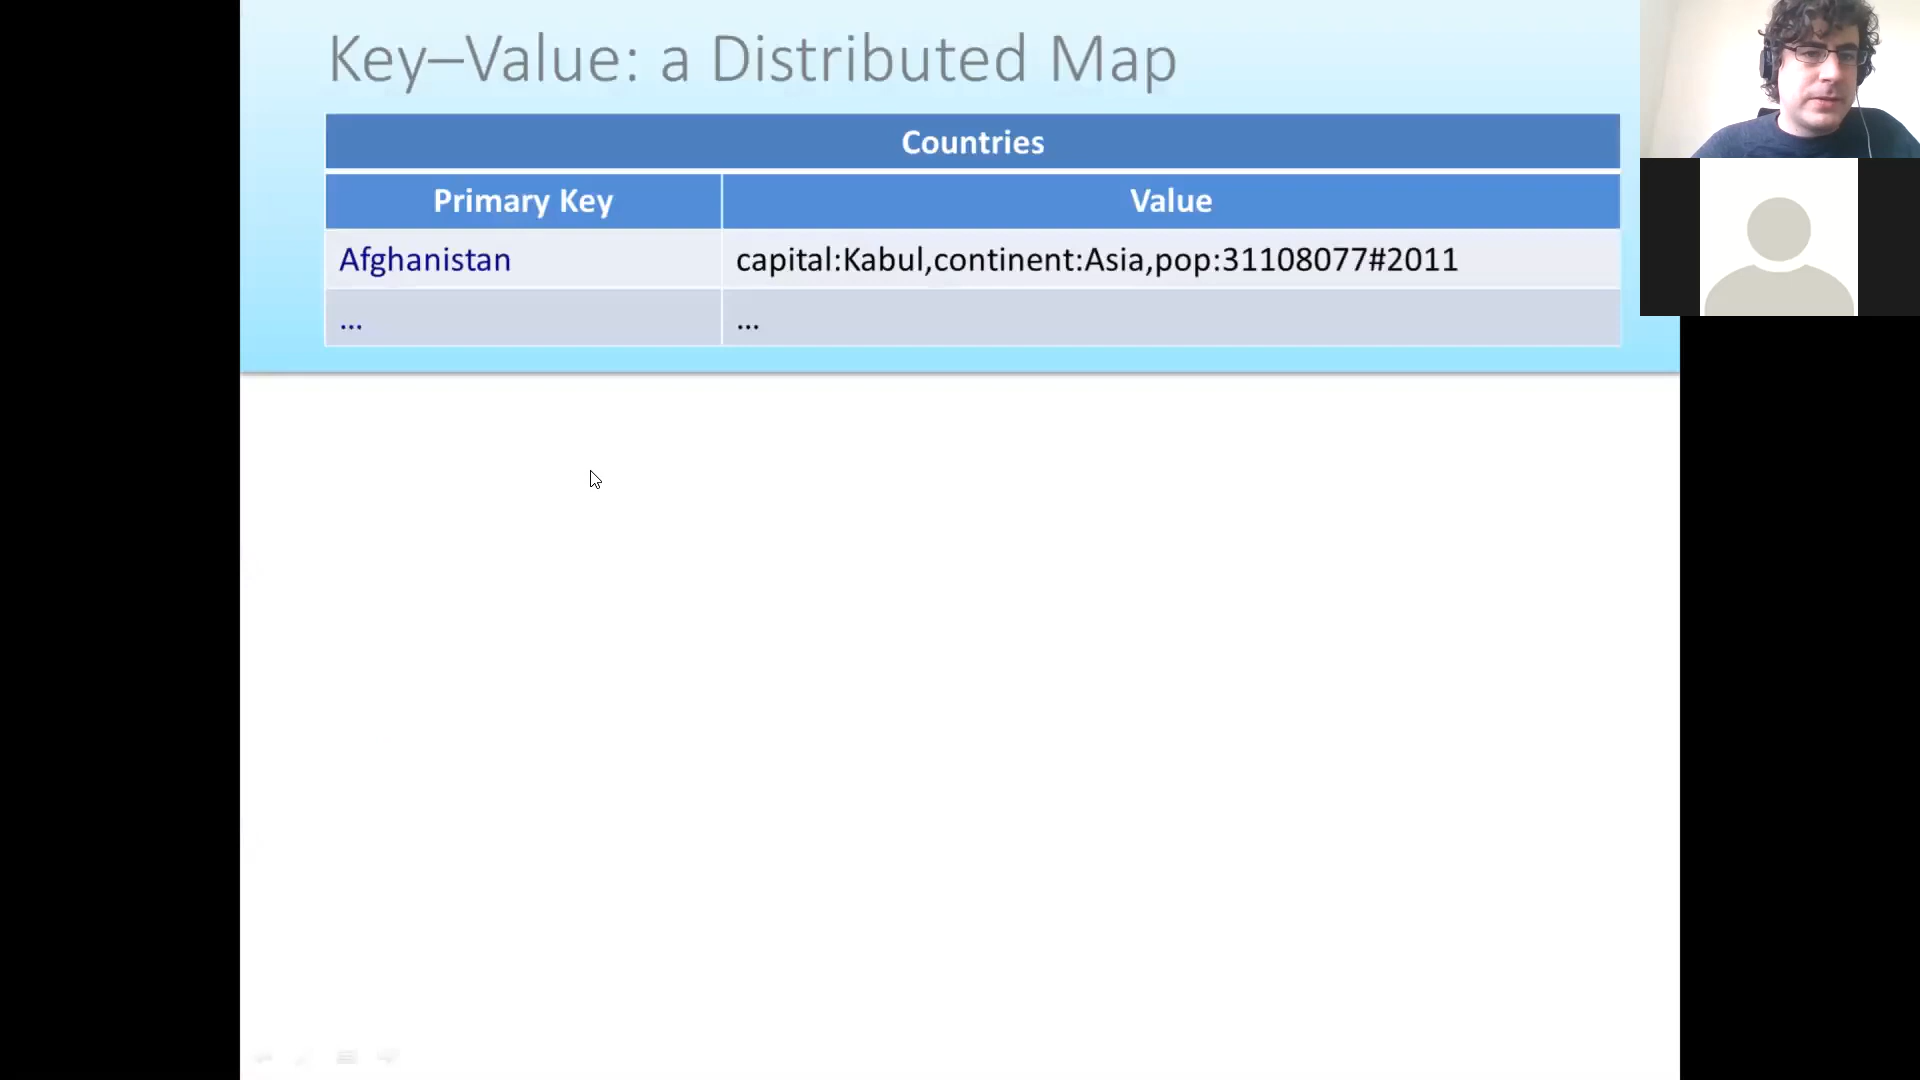 Key–Value: a Distributed Map
Countries
Primary Key Value
Afghanistan capital:Kabul,continent:Asia,pop:31108077#2011
... ...